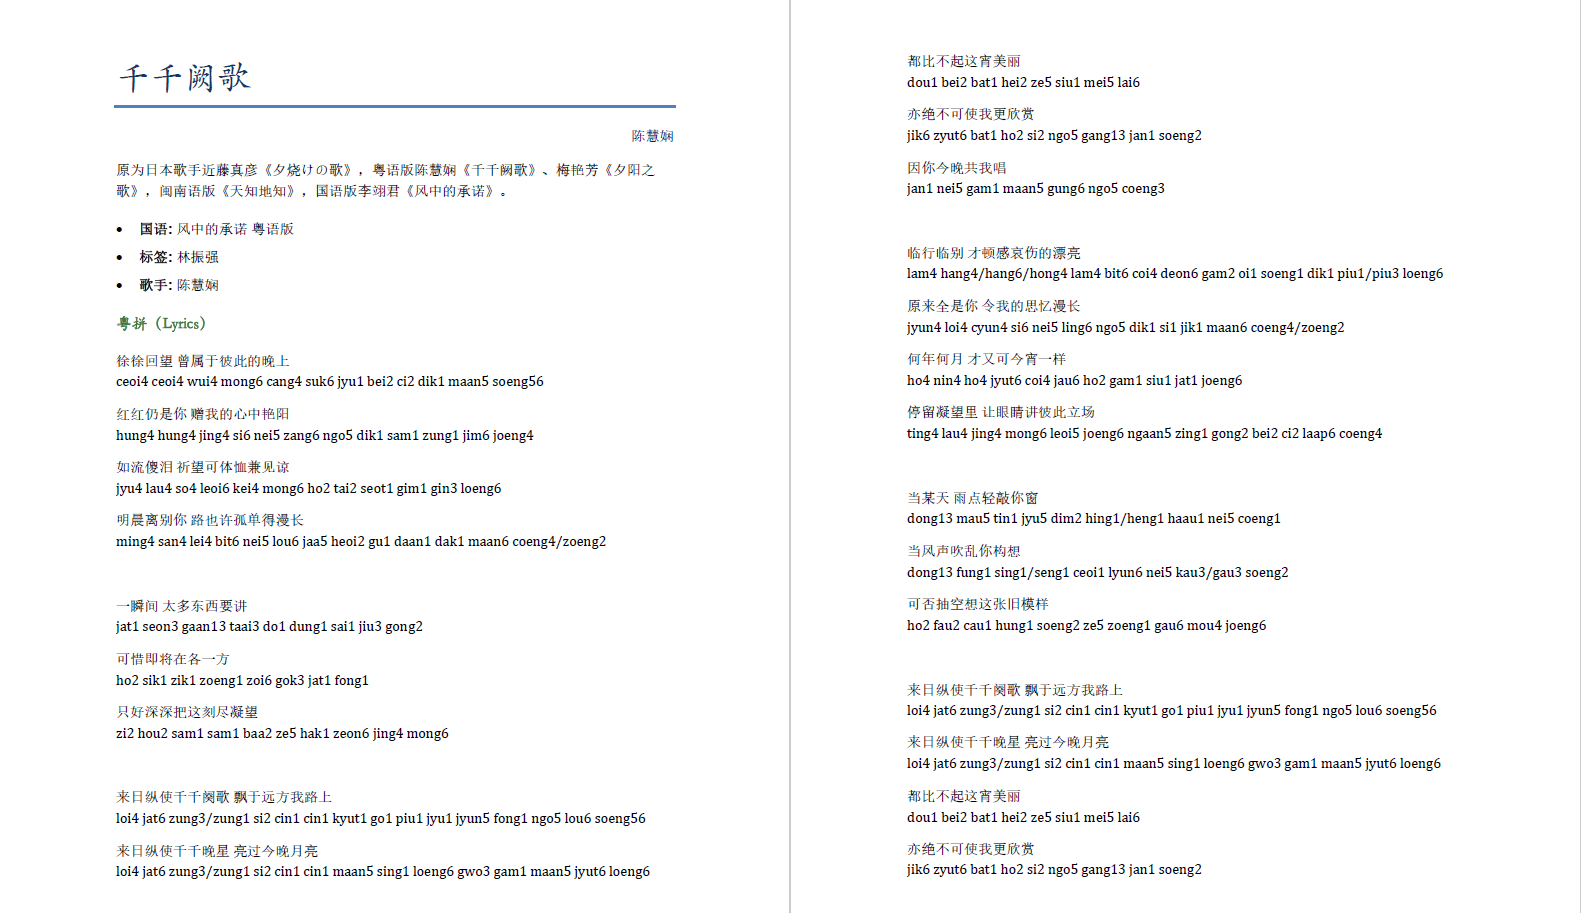 千千阙歌
陈慧娴
原为日本歌手近藤真彦《夕烧けの歌》，粤语版陈慧娴《千千阙歌》、梅艳芳《夕阳之
歌》，闽南语版《天知地知》，国语版李翊君《风中的承诺》。
• 国语: 风中的承诺 粤语版
• 标签: 林振强
• 歌手: 陈慧娴
粤拼（Lyrics）
徐徐回望 曾属于彼此的晚上
ceoi4 ceoi4 wui4 mong6 cang4 suk6 jyu1 bei2 ci2 dik1 maan5 soeng56
红红仍是你 赠我的心中艳阳
hung4 hung4 jing4 si6 nei5 zang6 ngo5 dik1 sam1 zung1 jim6 joeng4
如流傻泪 祈望可体恤兼见谅
jyu4 lau4 so4 leoi6 kei4 mong6 ho2 tai2 seot1 gim1 gin3 loeng6
明晨离别你 路也许孤单得漫长
ming4 san4 lei4 bit6 nei5 lou6 jaa5 heoi2 gu1 daan1 dak1 maan6 coeng4/zoeng2
一瞬间 太多东西要讲
jat1 seon3 gaan13 taai3 do1 dung1 sai1 jiu3 gong2
可惜即将在各一方
ho2 sik1 zik1 zoeng1 zoi6 gok3 jat1 fong1
只好深深把这刻尽凝望
zi2 hou2 sam1 sam1 baa2 ze5 hak1 zeon6 jing4 mong6
来日纵使千千阕歌 飘于远方我路上
loi4 jat6 zung3/zung1 si2 cin1 cin1 kyut1 go1 piu1 jyu1 jyun5 fong1 ngo5 lou6 soeng56
来日纵使千千晚星 亮过今晚月亮
loi4 jat6 zung3/zung1 si2 cin1 cin1 maan5 sing1 loeng6 gwo3 gam1 maan5 jyut6 loeng6
都比不起这宵美丽
dou1 bei2 bat1 hei2 ze5 siu1 mei5 lai6
亦绝不可使我更欣赏
jik6 zyut6 bat1 ho2 si2 ngo5 gang13 jan1 soeng2
因你今晚共我唱
jan1 nei5 gam1 maan5 gung6 ngo5 coeng3
临行临别 才顿感哀伤的漂亮
lam4 hang4/hang6/hong4 lam4 bit6 coi4 deon6 gam2 oi1 soeng1 dik1 piu1/piu3 loeng6
原来全是你 令我的思忆漫长
jyun4 loi4 cyun4 si6 nei5 ling6 ngo5 dik1 si1 jik1 maan6 coeng4/zoeng2
何年何月 才又可今宵一样
ho4 nin4 ho4 jyut6 coi4 jau6 ho2 gam1 siu1 jat1 joeng6
停留凝望里 让眼睛讲彼此立场
ting4 lau4 jing4 mong6 leoi5 joeng6 ngaan5 zing1 gong2 bei2 ci2 laap6 coeng4
当某天 雨点轻敲你窗
dong13 mau5 tin1 jyu5 dim2 hing1/heng1 haau1 nei5 coeng1
当风声吹乱你构想
dong13 fung1 sing1/seng1 ceoi1 lyun6 nei5 kau3/gau3 soeng2
可否抽空想这张旧模样
ho2 fau2 cau1 hung1 soeng2 ze5 zoeng1 gau6 mou4 joeng6
来日纵使千千阕歌 飘于远方我路上
loi4 jat6 zung3/zung1 si2 cin1 cin1 kyut1 go1 piu1 jyu1 jyun5 fong1 ngo5 lou6 soeng56
来日纵使千千晚星 亮过今晚月亮
loi4 jat6 zung3/zung1 si2 cin1 cin1 maan5 sing1 loeng6 gwo3 gam1 maan5 jyut6 loeng6
都比不起这宵美丽
dou1 bei2 bat1 hei2 ze5 siu1 mei5 lai6
亦绝不可使我更欣赏
jik6 zyut6 bat1 ho2 si2 ngo5 gang13 jan1 soeng2